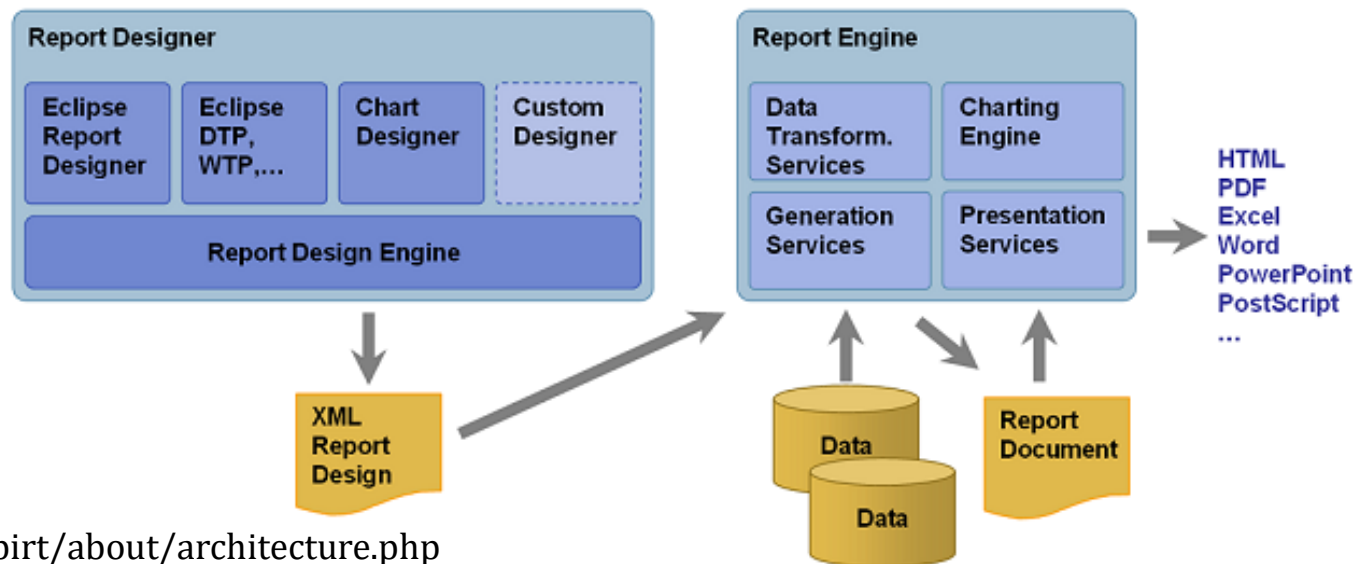 Report Designer
Eclipse
Report
Designer
Eclipse
DTP,
WTP,...
Chart
Designer
Custom
Designer
Report Design Engine
XML
Report
Design
Report Engine
Data
Transform.
Services
Charting
Engine
Generation
Services
Presentation
Services
Data
Data
Report
Document
HTML
PDF
Excel
Word
PowerPoint
PostScript
...
birt/about/architecture.php